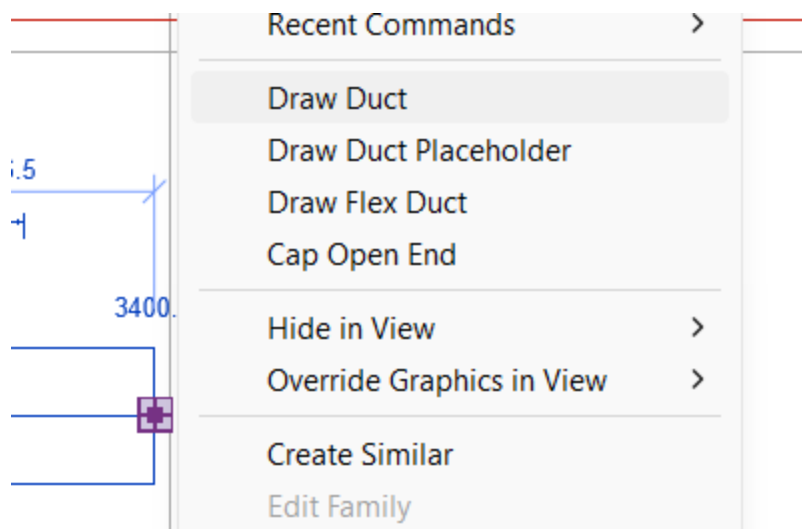 Recent Commands
Draw Duct
Draw Duct Placeholder
.5
Draw Flex Duct
Cap Open End
3400.
Hide in View
Override Graphics in View
Create Similar
Edit Family